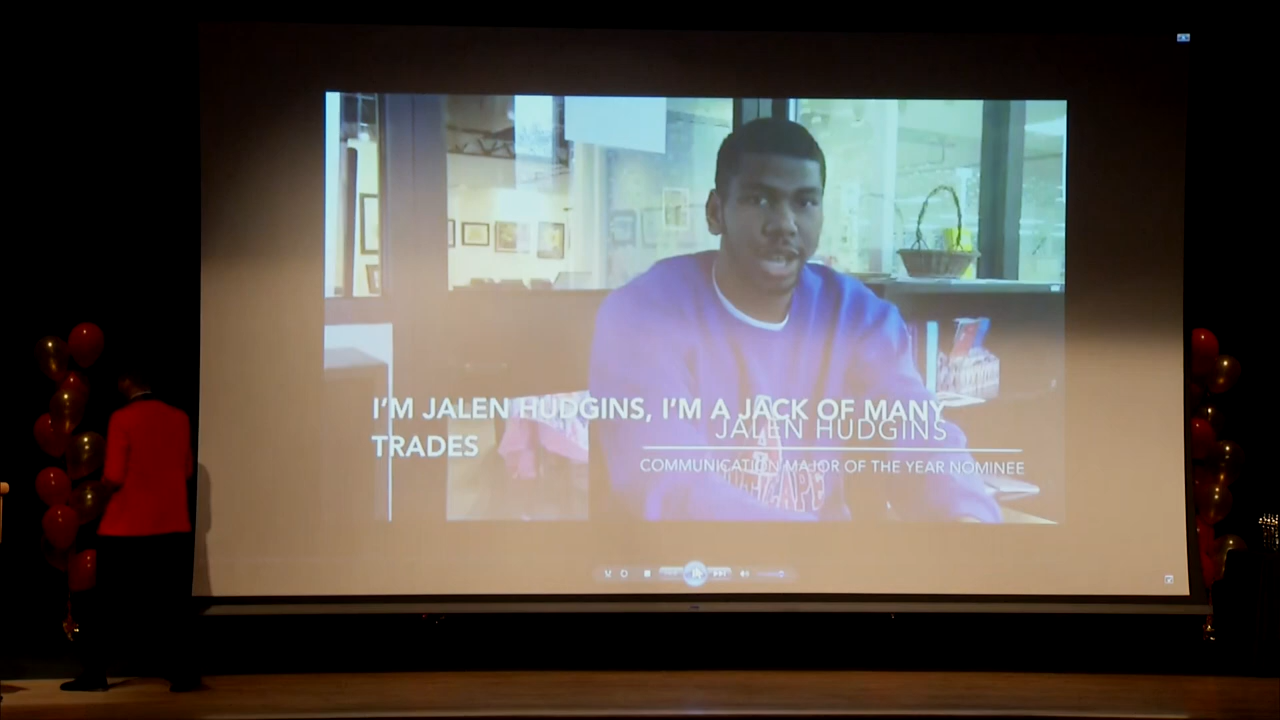 I'M JALEN HUDGINS, I'M A JACK OF MANY
TRADES
JALEN HUDGINS
COMMUNICATION MAJOR OF THE YEAR NOMINEE